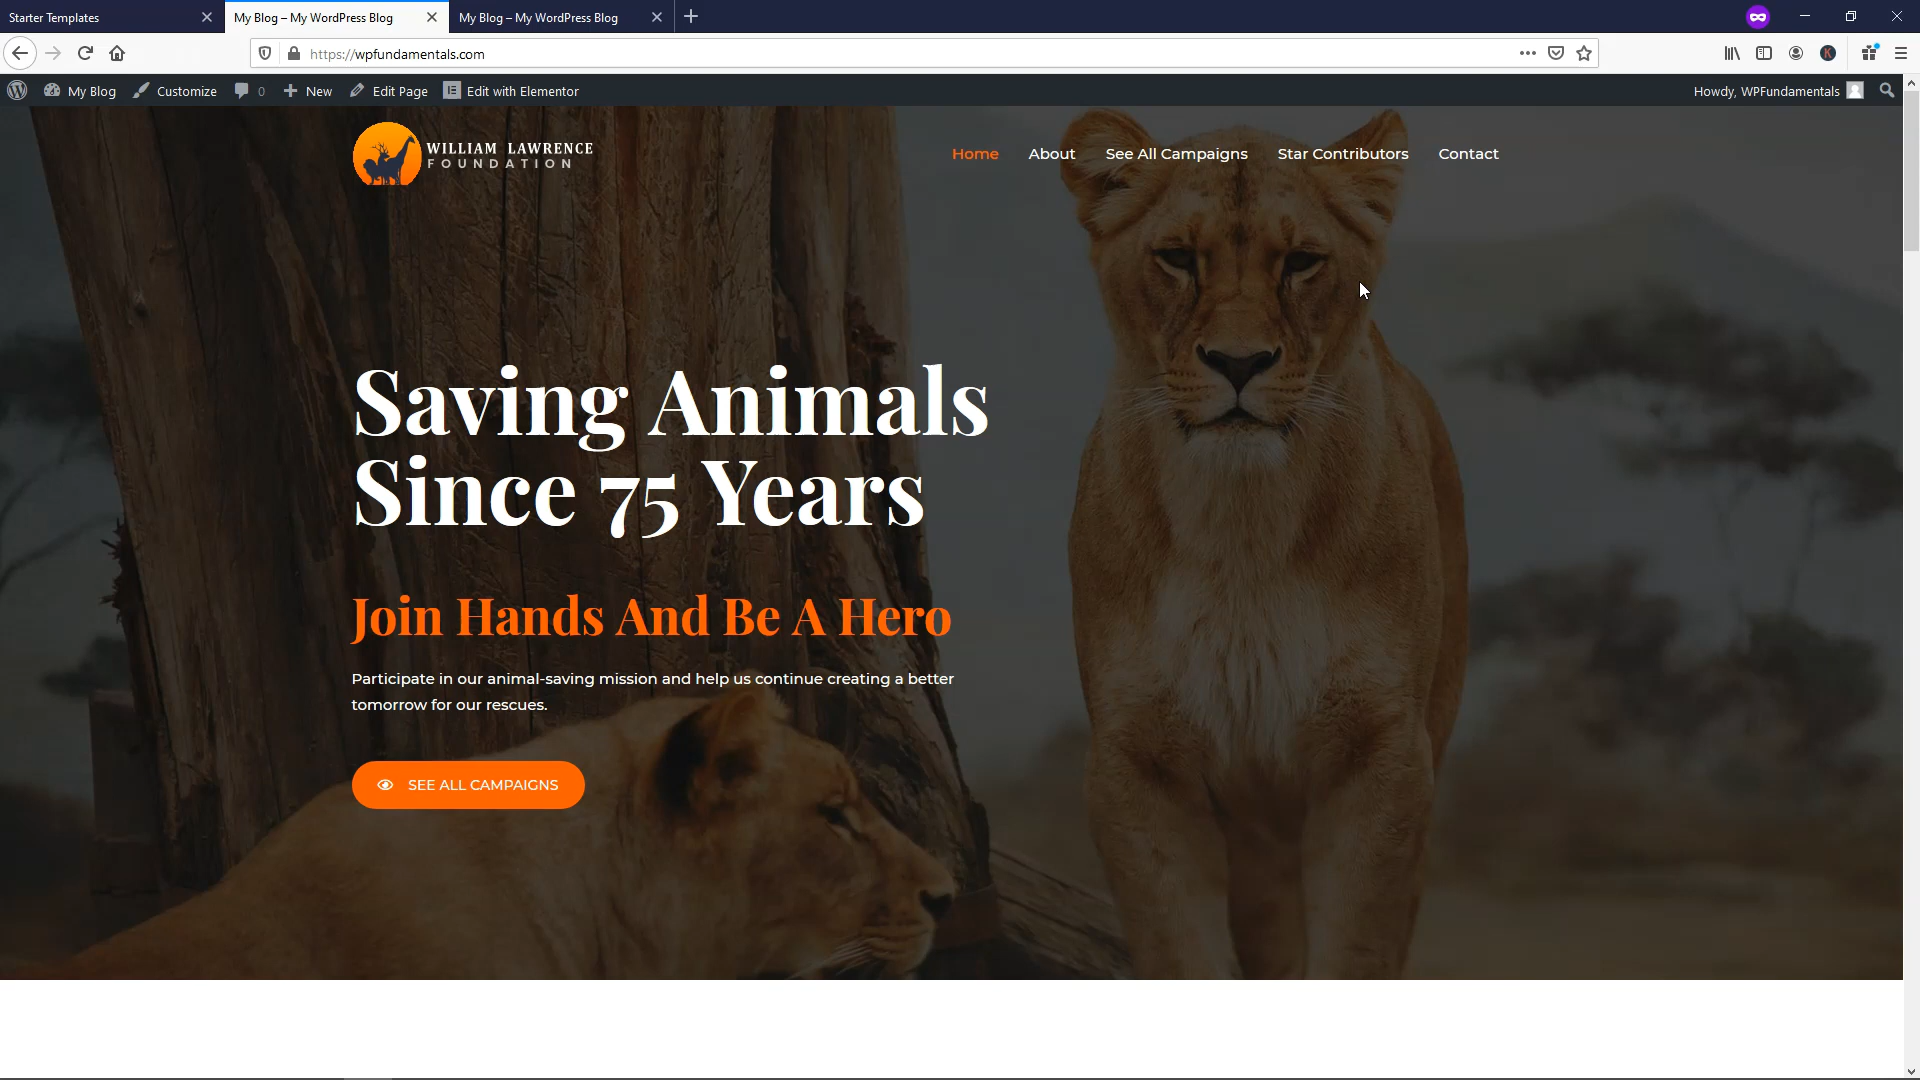 Starter Templates
My Blog – My WordPress Blog
My Blog – My WordPress Blog
https://wpfundamentals.com
My Blog
Customize
0
New
Edit Page
Edit with Elementor
Howdy, WPFundamentals
WILLIAM LAWRENCE
FOUNDATION
Home
About
See All Campaigns
Star Contributors
Contact
Saving Animals
Since 75 Years
Join Hands And Be A Hero
Participate in our animal-saving mission and help us continue creating a better
tomorrow for our rescues.
SEE ALL CAMPAIGNS